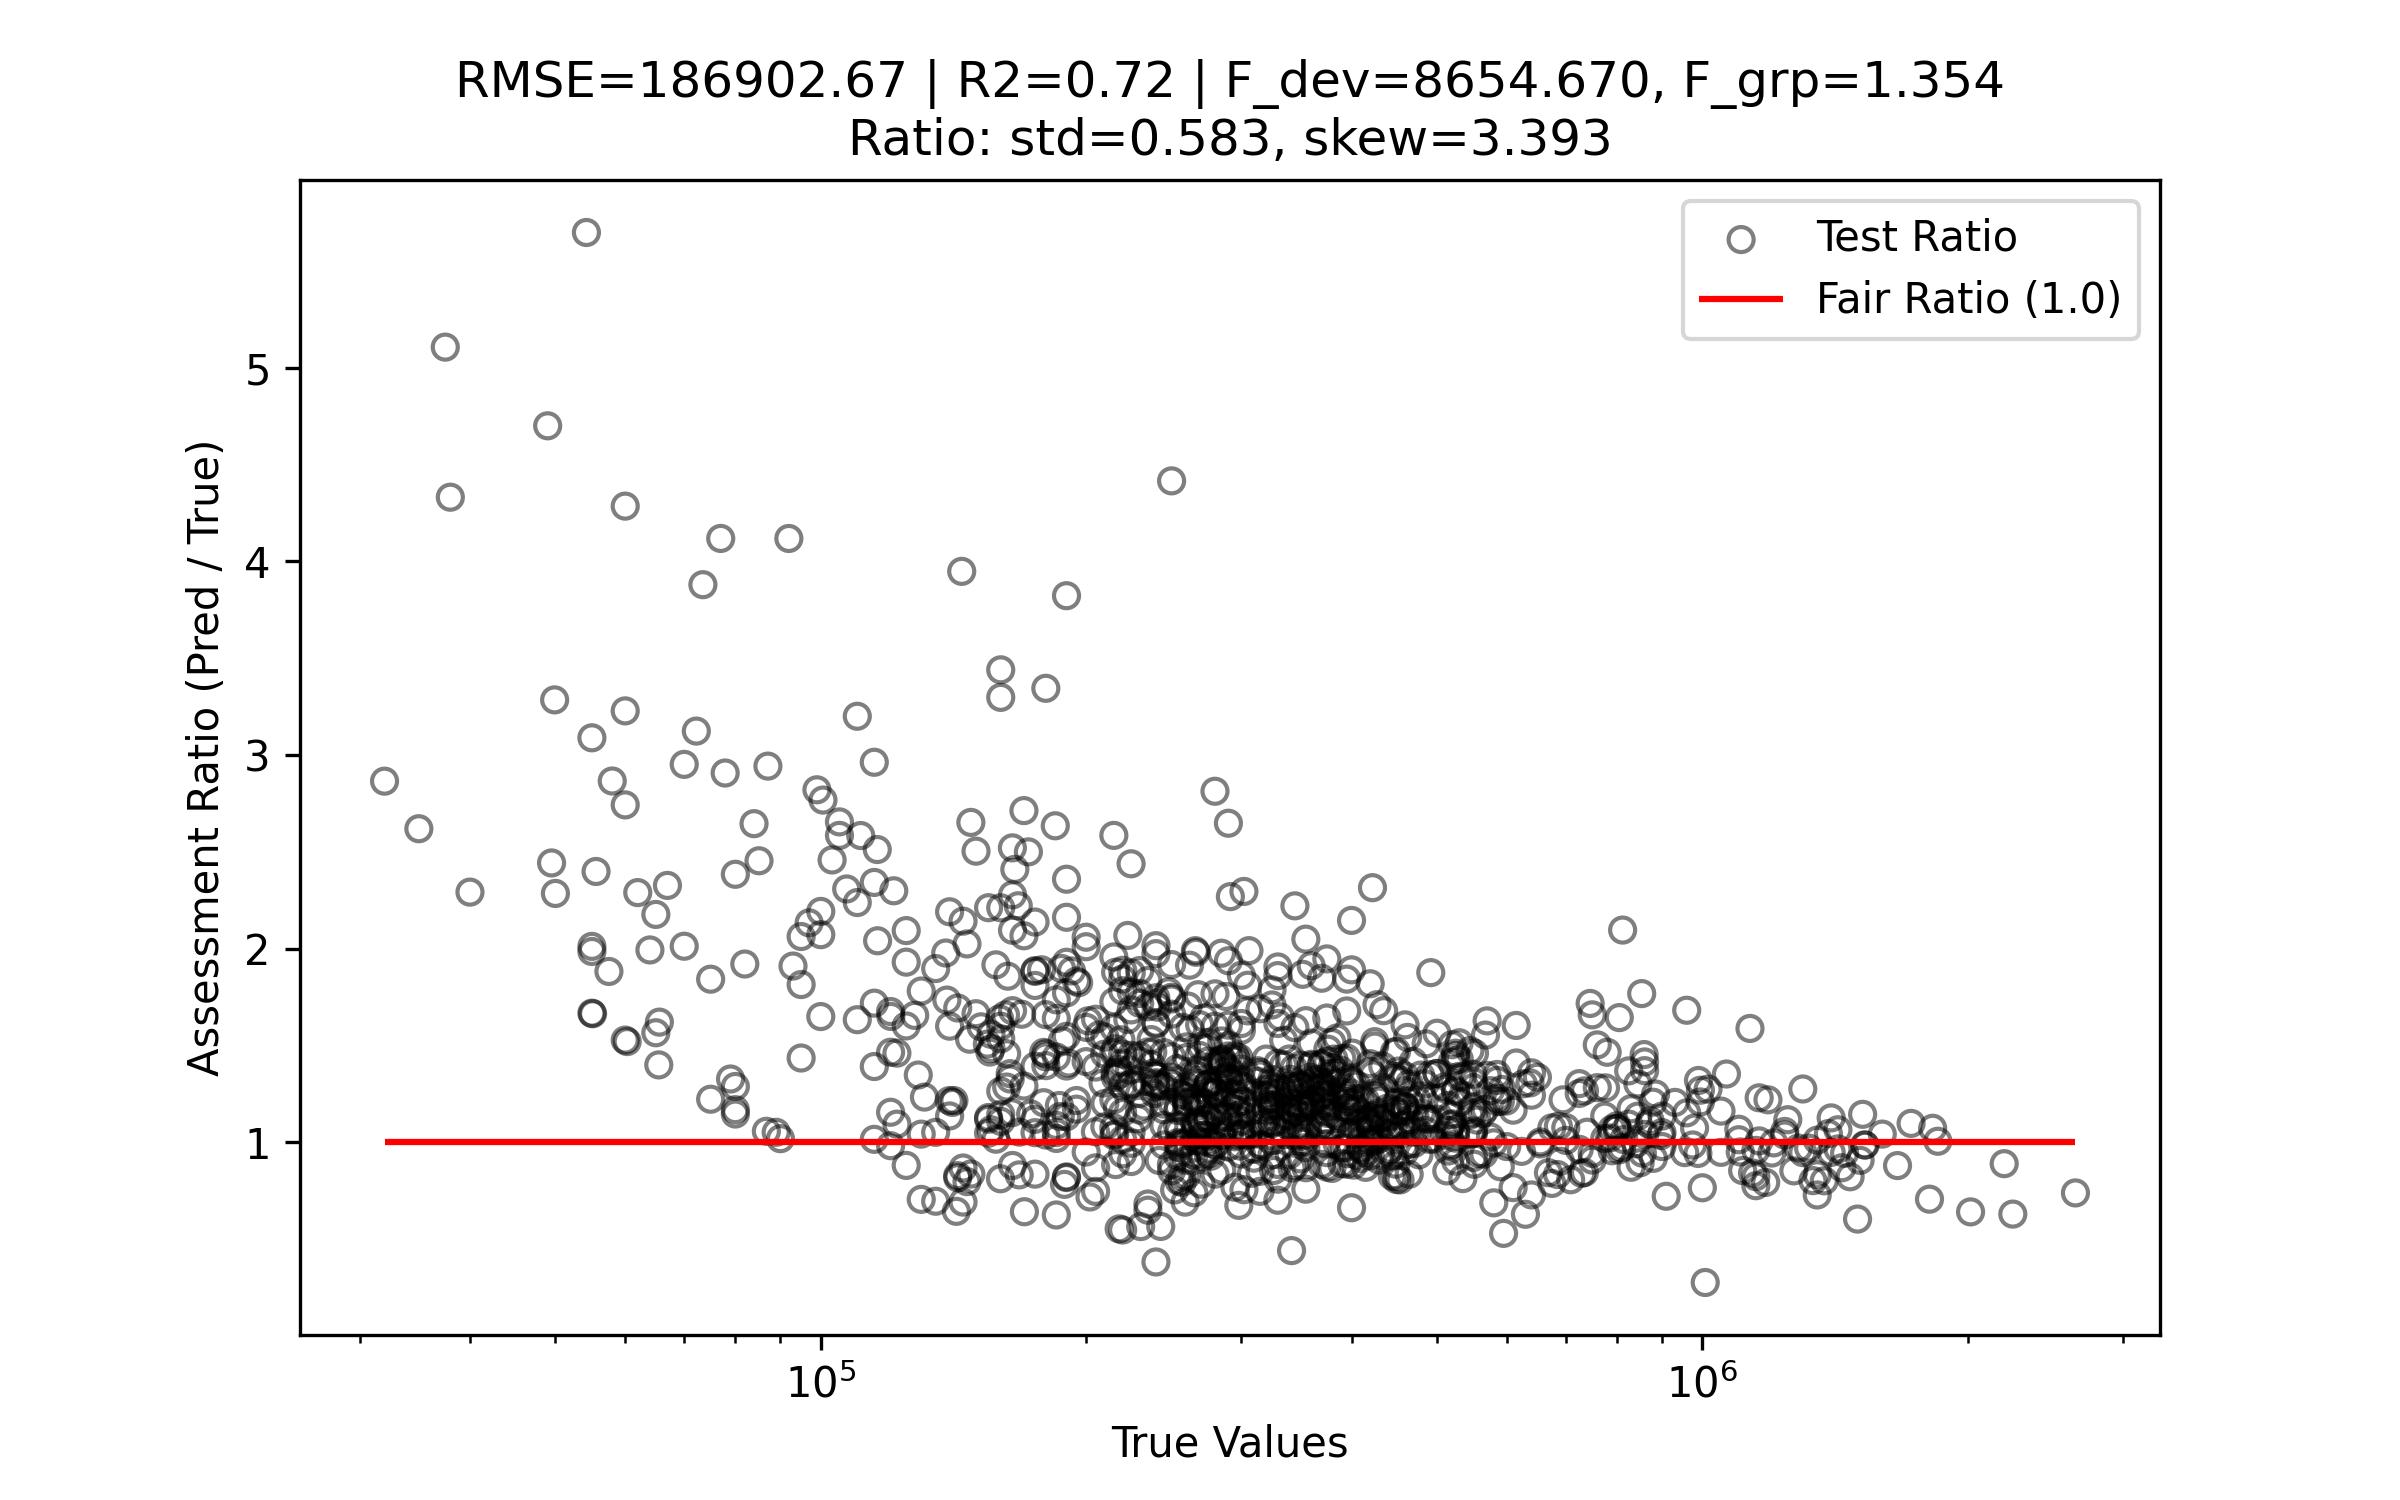 RMSE=186902.67 | R2=0.72 | F_dev=8654.670, F_grp=1.354
Ratio: std=0.583, skew=3.393
Test Ratio
Fair Ratio (1.0)
Assessment Ratio (Pred / True)
5
4
3
2
1
10⁵
10⁶
True Values